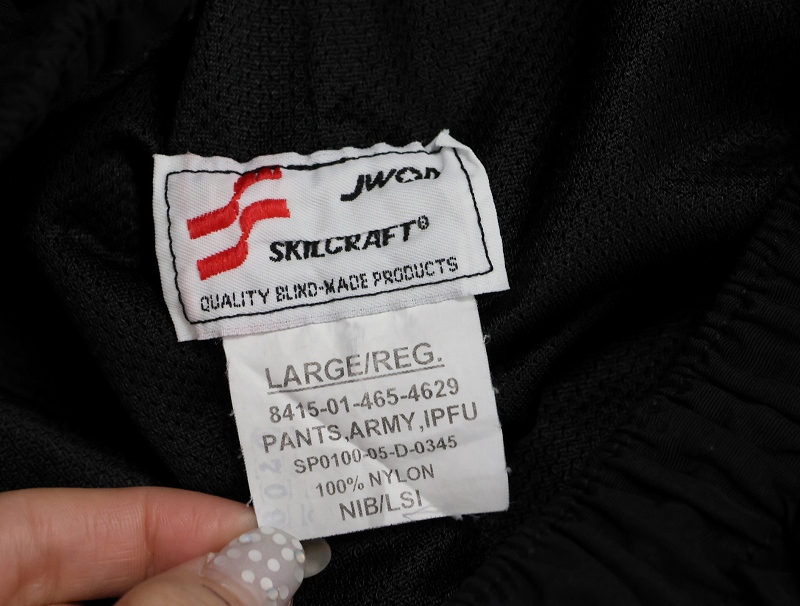 JWOD
SKILCRAFT®
QUALITY BLIND-MADE PRODUCTS
LARGE/REG.
8415-01-465-4629
PANTS,ARMY,IPFU
SP0100-05-D-0345
100% NYLON
NIB/LSI